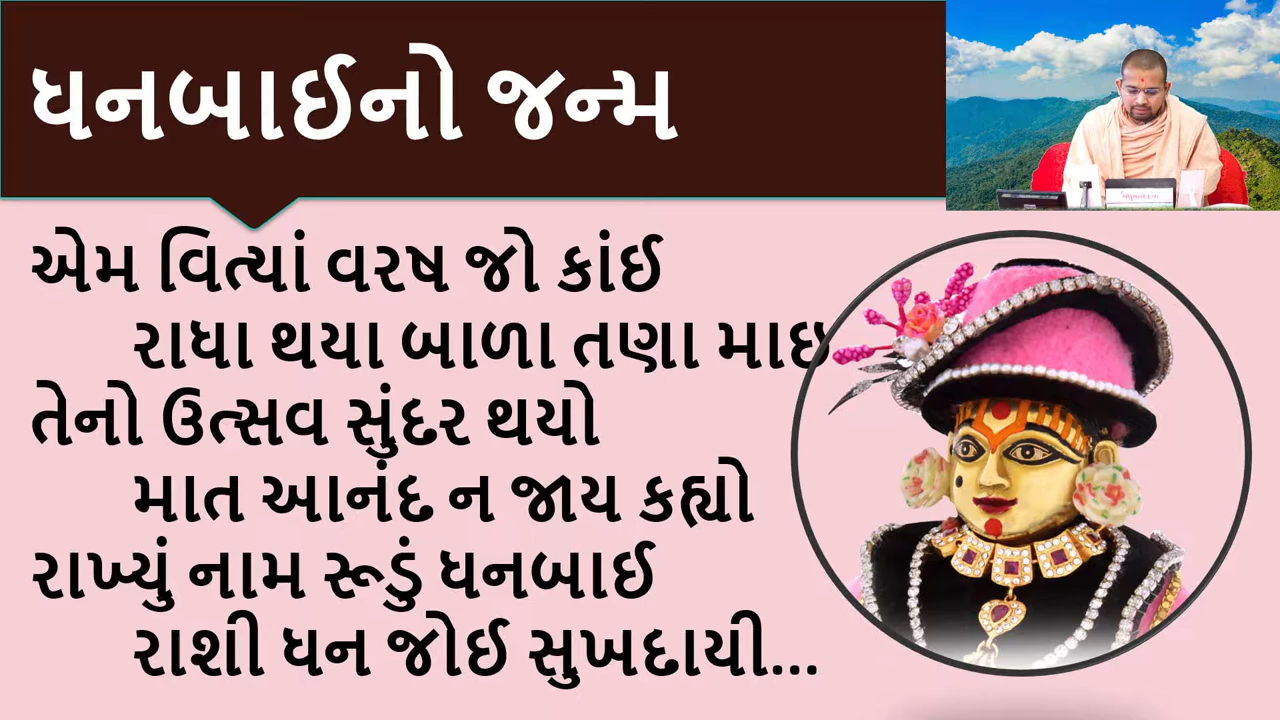 ધનબાઈનો જન્મ
એમ વિત્યાં વરષ જો કાંઈ
રાધા થયા બાળા તણા માઇ
તેનો ઉત્સવ સુંદર થયો
માત આનંદ ન જાય કહ્યો
રાખ્યું નામ રૂડું ધનબાઈ
રાશી ધન જોઈ સુખદાયી...